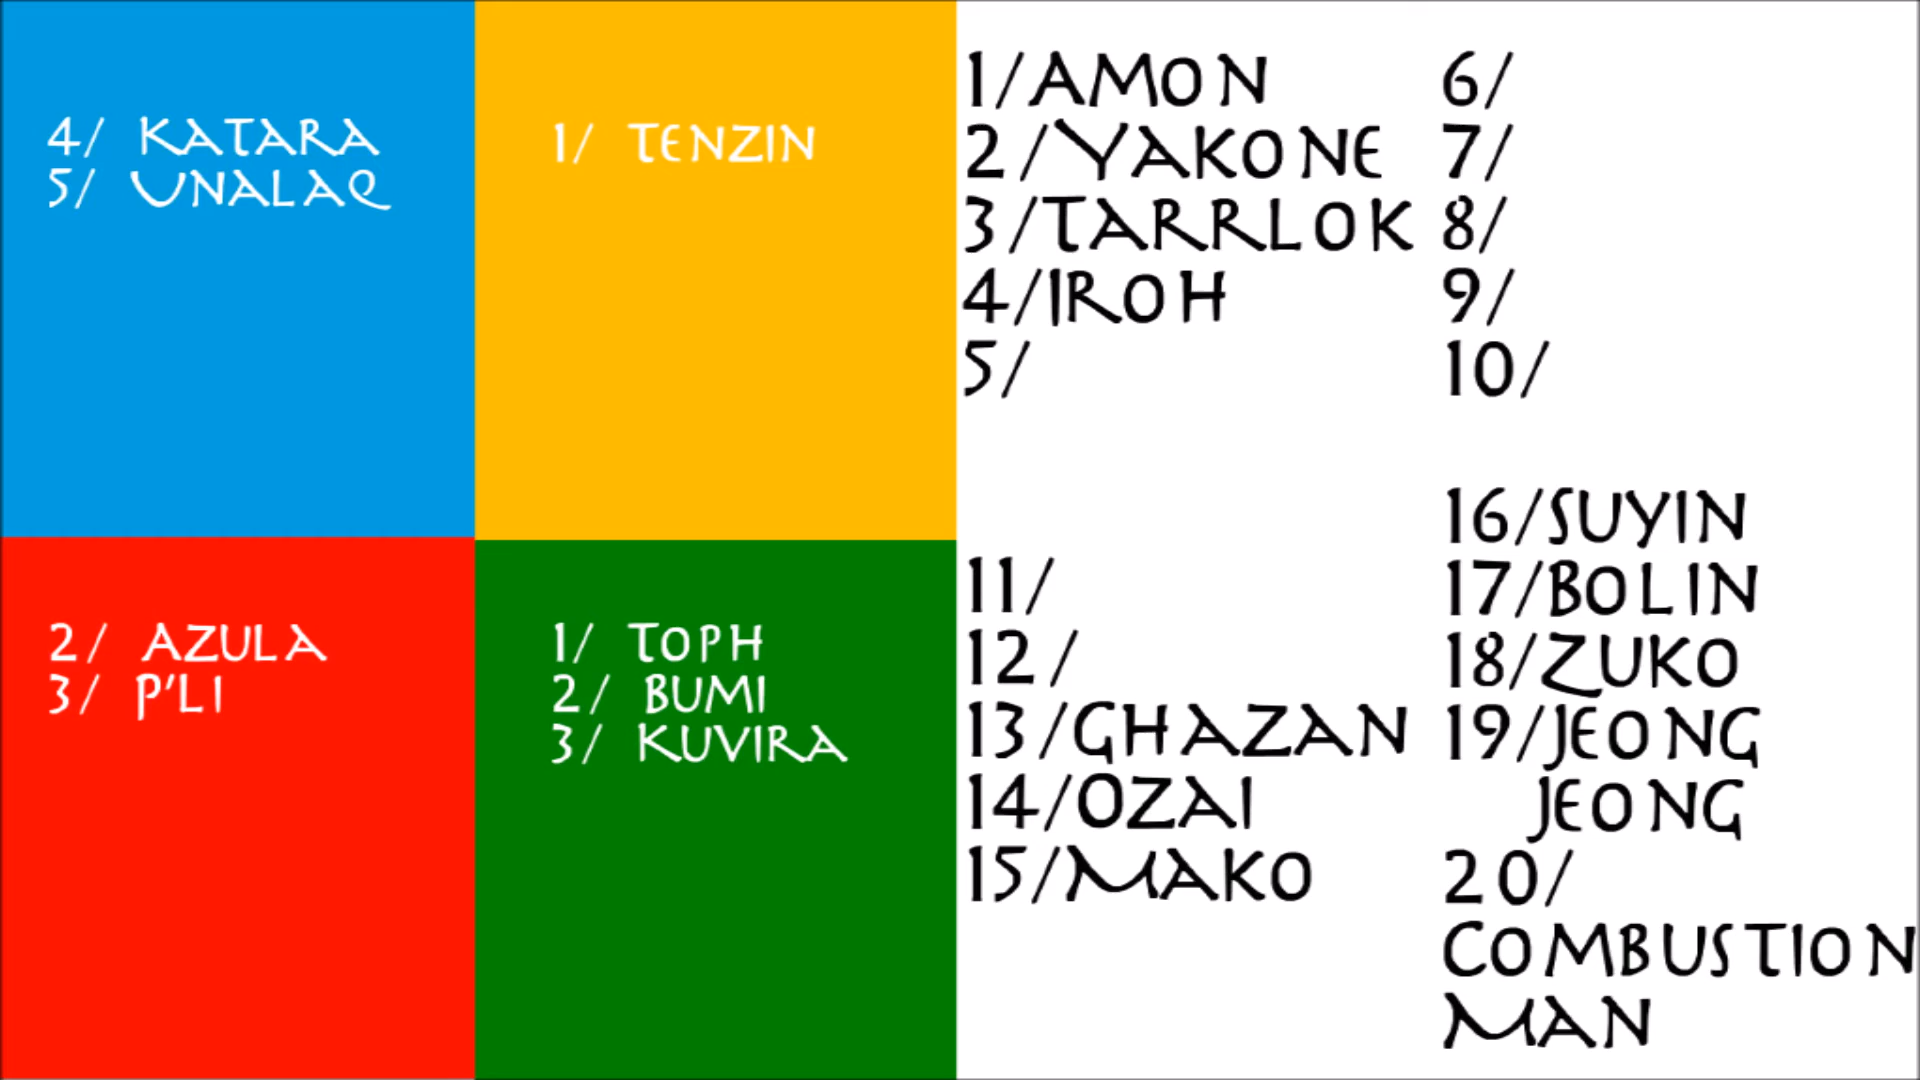 4/ KATARA
5/ UNALAQ
1/ TENZIN
2/ AZULA
3/ P'LI
1/ TOPH
2/ BUMI
3/ KUVIRA
1/AMON
2/YAKONE
3/TARRLOK
4/IROH
5/
6/
7/
8/
9/
10/
11/
12/
13/GHAZAN
14/OZAI
15/MAKO
16/SUYIN
17/BOLIN
18/ZUKO
19/JEONG
JEONG
20/
COMBUSTION
MAN